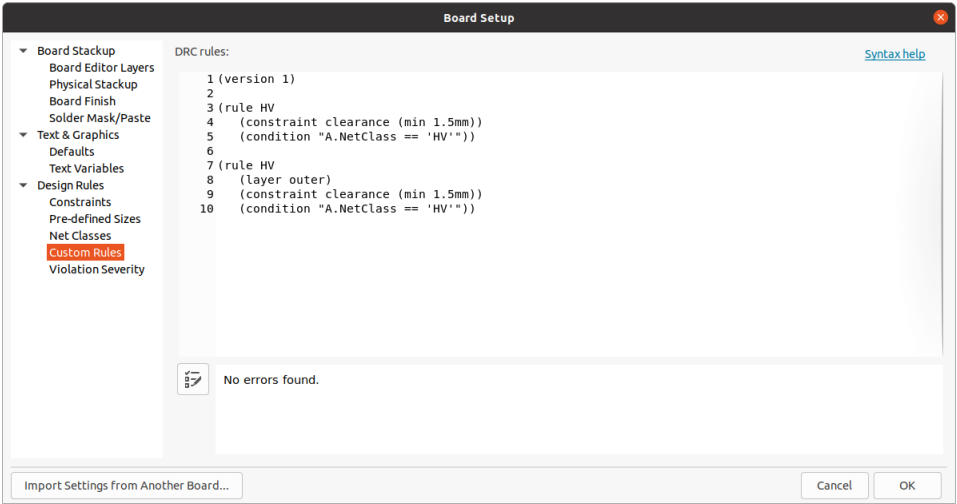 Board Setup
Board Stackup
Board Editor Layers
Physical Stackup
Board Finish
Solder Mask/Paste
Text & Graphics
Defaults
Text Variables
Design Rules
Constraints
Pre-defined Sizes
Net Classes
Custom Rules
Violation Severity
DRC rules:
Syntax help
1 (version 1)
2
3 (rule HV
4 (constraint clearance (min 1.5mm))
5 (condition "A.NetClass == 'HV'"))
6
7 (rule HV
8 (layer outer)
9 (constraint clearance (min 1.5mm))
10 (condition "A.NetClass == 'HV'"))
No errors found.
Import Settings from Another Board...
Cancel
OK